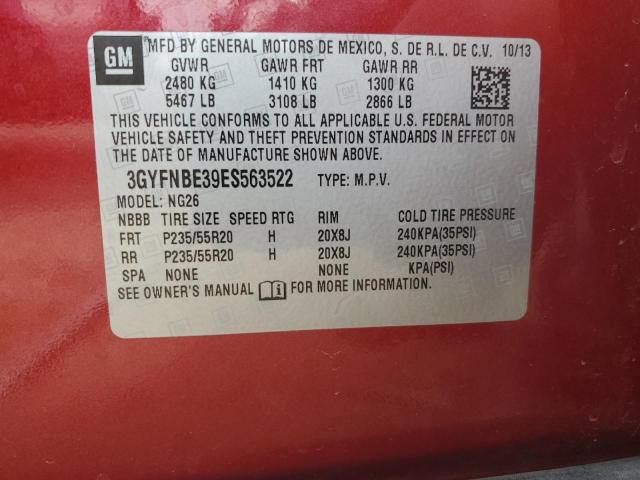 GM MFD BY GENERAL MOTORS DE MEXICO, S. DE R.L. DE C.V. 10/13
GVWR GAWR FRT GAWR RR
2480 KG 1410 KG 1300 KG
5467 LB 3108 LB 2866 LB
THIS VEHICLE CONFORMS TO ALL APPLICABLE U.S. FEDERAL MOTOR
VEHICLE SAFETY AND THEFT PREVENTION STANDARDS IN EFFECT ON
THE DATE OF MANUFACTURE SHOWN ABOVE.
3GYFNBE39ES563522 TYPE: M.P.V.
MODEL: NG26
NBBB TIRE SIZE SPEED RTG RIM COLD TIRE PRESSURE
FRT P235/55R20 H 20X8J 240KPA(35PSI)
RR P235/55R20 H 20X8J 240KPA(35PSI)
SPA NONE NONE KPA(PSI)
SEE OWNER'S MANUAL FOR MORE INFORMATION.